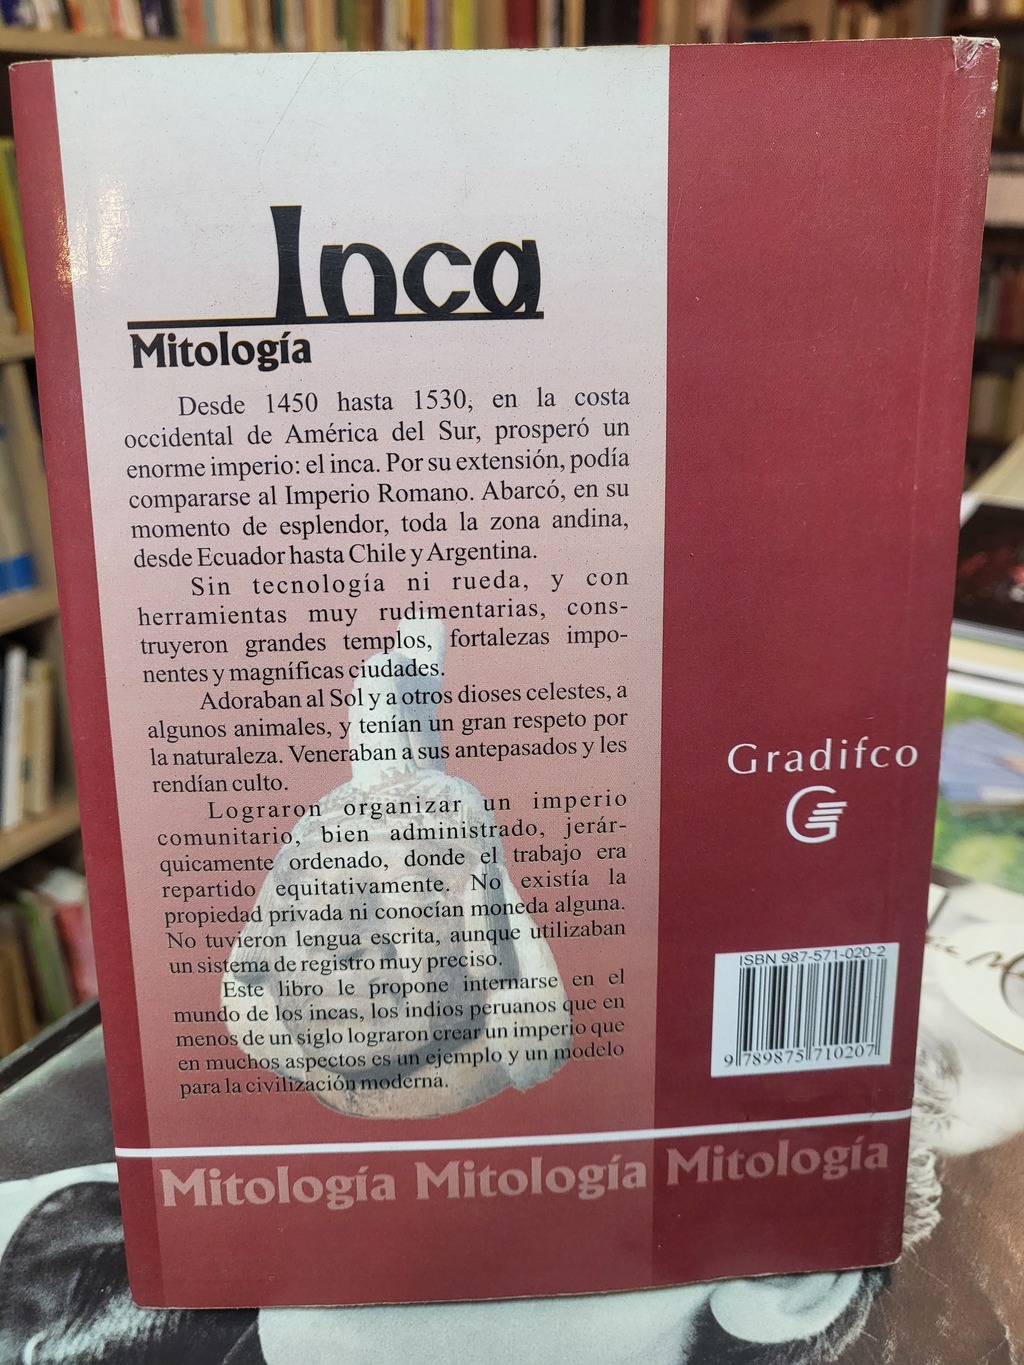 Inca
Mitología
Desde 1450 hasta 1530, en la costa
occidental de América del Sur, prosperó un
enorme imperio: el inca. Por su extensión, podía
compararse al Imperio Romano. Abarcó, en su
momento de esplendor, toda la zona andina,
desde Ecuador hasta Chile y Argentina.
Sin tecnología ni rueda, y con
herramientas muy rudimentarias, cons-
truyeron grandes templos, fortalezas impo-
nentes y magníficas ciudades.
Adoraban al Sol y a otros dioses celestes, a
algunos animales, y tenían un gran respeto por
la naturaleza. Veneraban a sus antepasados y les
rendían culto.
Lograron organizar un imperio
comunitario, bien administrado, jerár-
quicamente ordenado, donde el trabajo era
repartido equitativamente. No existía la
propiedad privada ni conocían moneda alguna.
No tuvieron lengua escrita, aunque utilizaban
un sistema de registro muy preciso.
Este libro le propone internarse en el
mundo de los incas, los indios peruanos que en
menos de un siglo lograron crear un imperio que
en muchos aspectos es un ejemplo y un modelo
para la civilización moderna.
Gradifco
G
ISBN 987-571-020-2
9 789875 710207
Mitología Mitología Mitología